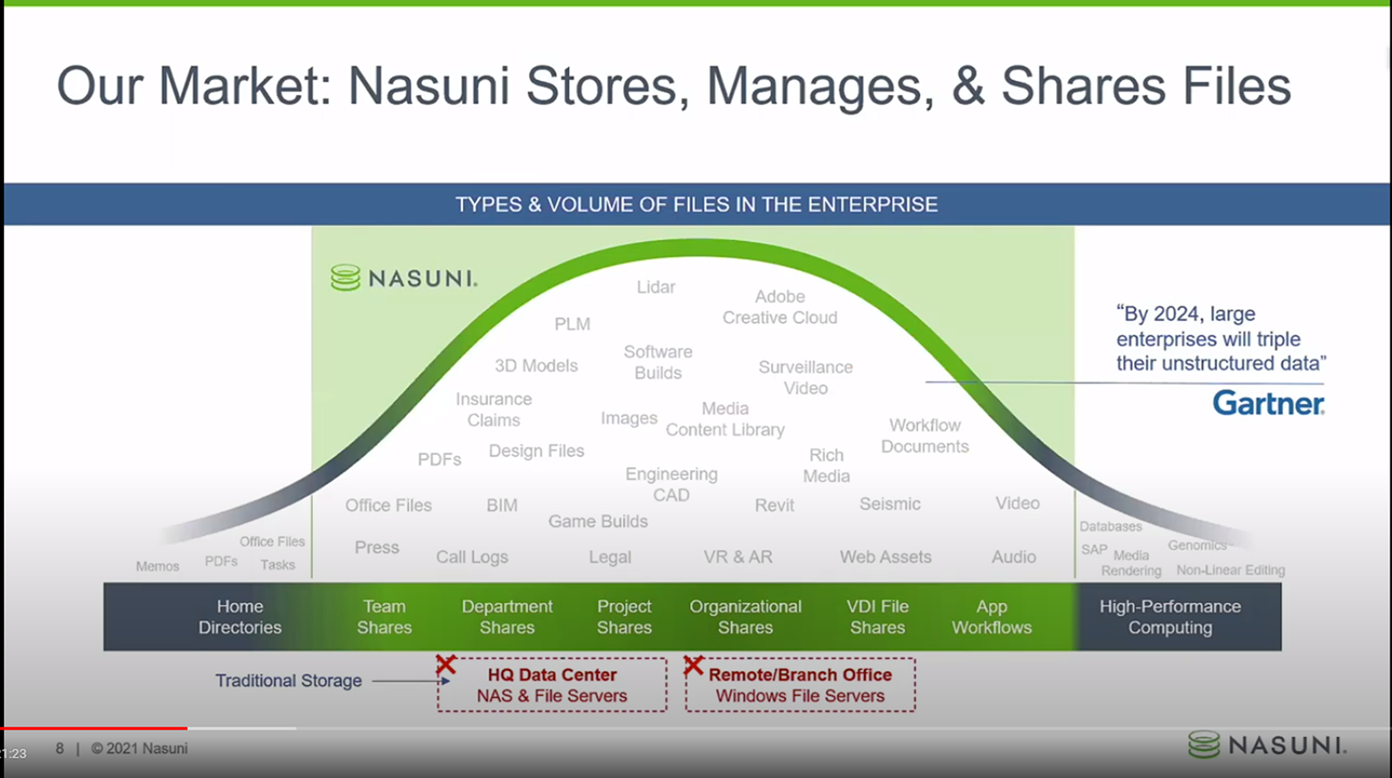 Our Market: Nasuni Stores, Manages, & Shares Files
TYPES & VOLUME OF FILES IN THE ENTERPRISE
NASUNI®
Lidar
Adobe
Creative Cloud
PLM
Software
Builds
3D Models
Surveillance
Video
Insurance
Claims
Images
Media
Content Library
Workflow
Documents
PDFs
Design Files
Rich
Media
Engineering
CAD
Office Files
BIM
Revit
Seismic
Video
Game Builds
Press
Call Logs
Legal
VR & AR
Web Assets
Audio
Memos
PDFs
Office Files
Tasks
Databases
SAP
Media
Rendering
Genomics
Non-Linear Editing
“By 2024, large
enterprises will triple
their unstructured data”
Gartner®
Home
Directories
Team
Shares
Department
Shares
Project
Shares
Organizational
Shares
VDI File
Shares
App
Workflows
High-Performance
Computing
Traditional Storage
HQ Data Center
NAS & File Servers
Remote/Branch Office
Windows File Servers
1:23
8 | © 2021 Nasuni
NASUNI®